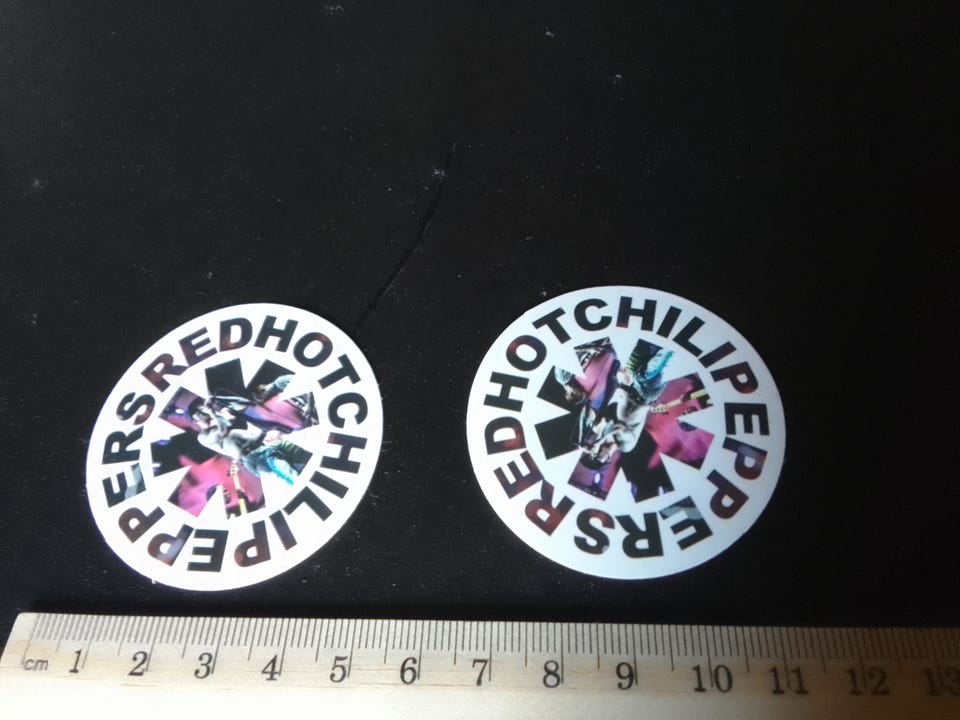 REDHOTCHILIPEPPERS
REDHOTCHILIPEPPERS
cm 1 2 3 4 5 6 7 8 9 10 11 12 13